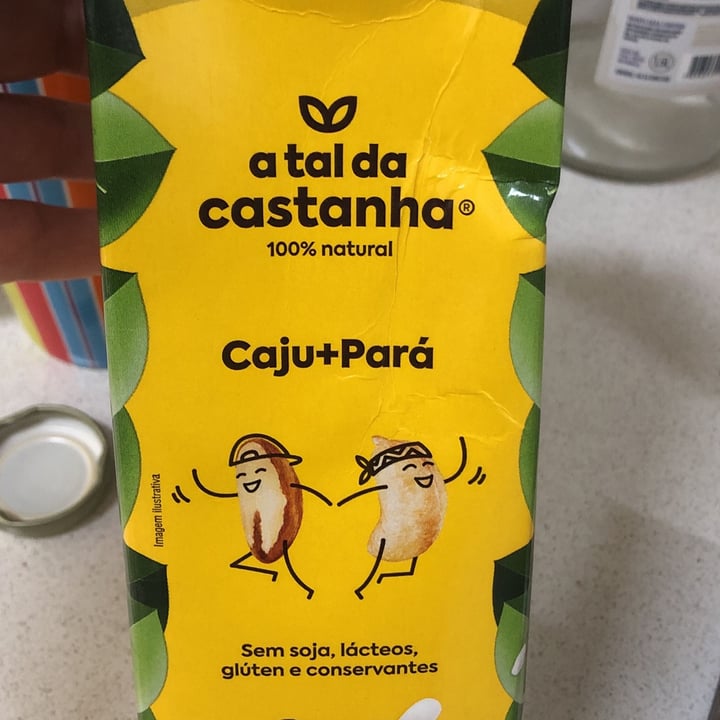 a tal da
castanha®
100% natural
Caju+Pará
Imagem ilustrativa
Sem soja, lácteos,
glúten e conservantes